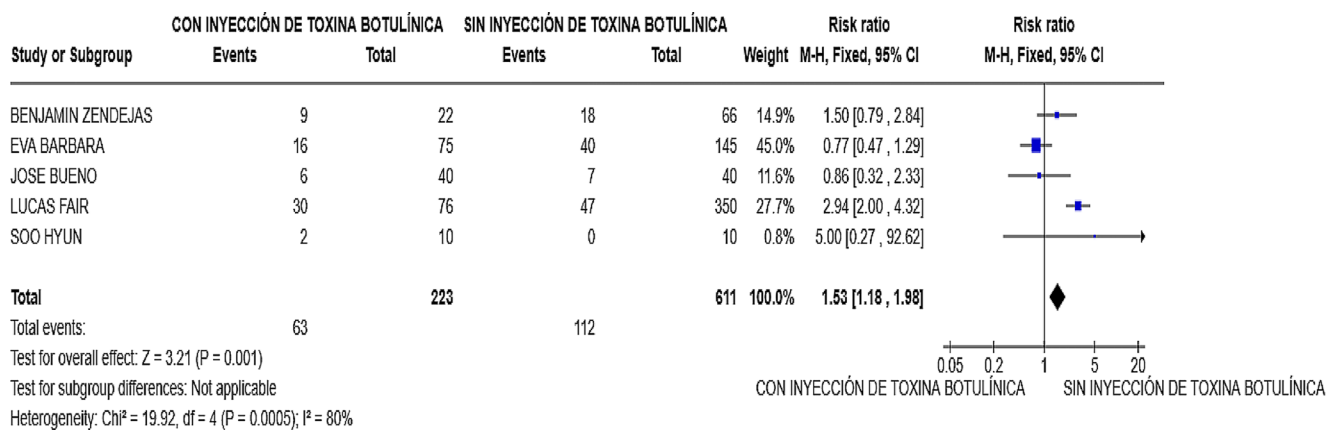 CON INYECCIÓN DE TOXINA BOTULÍNICA SIN INYECCIÓN DE TOXINA BOTULÍNICA Risk ratio Risk ratio
Study or Subgroup Events Total Events Total Weight M-H, Fixed, 95% CI M-H, Fixed, 95% CI
BENJAMIN ZENDEJAS 9 22 18 66 14.9% 1.50 [0.79 , 2.84]
EVA BARBARA 16 75 40 145 45.0% 0.77 [0.47 , 1.29]
JOSE BUENO 6 40 7 40 11.6% 0.86 [0.32 , 2.33]
LUCAS FAIR 30 76 47 350 27.7% 2.94 [2.00 , 4.32]
SOO HYUN 2 10 0 10 0.8% 5.00 [0.27 , 92.62]
Total 223 611 100.0% 1.53 [1.18 , 1.98]
Total events: 63 112
Test for overall effect: Z = 3.21 (P = 0.001)
0.05 0.2 1 5 20
Test for subgroup differences: Not applicable
CON INYECCIÓN DE TOXINA BOTULÍNICA SIN INYECCIÓN DE TOXINA BOTULÍNICA
Heterogeneity: Chi² = 19.92, df = 4 (P = 0.0005); I² = 80%